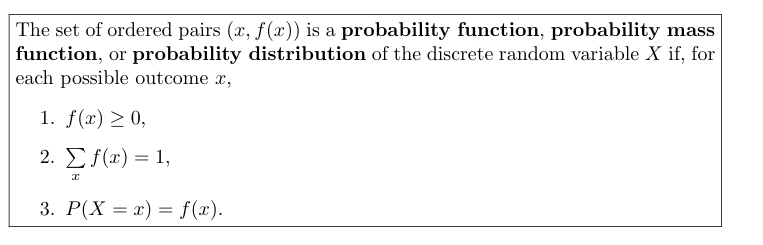 The set of ordered pairs (x, f(x)) is a probability function, probability mass
function, or probability distribution of the discrete random variable X if, for
each possible outcome x,
1. f(x) ≥ 0,
2. ∑ f(x) = 1,
x
3. P(X = x) = f(x).